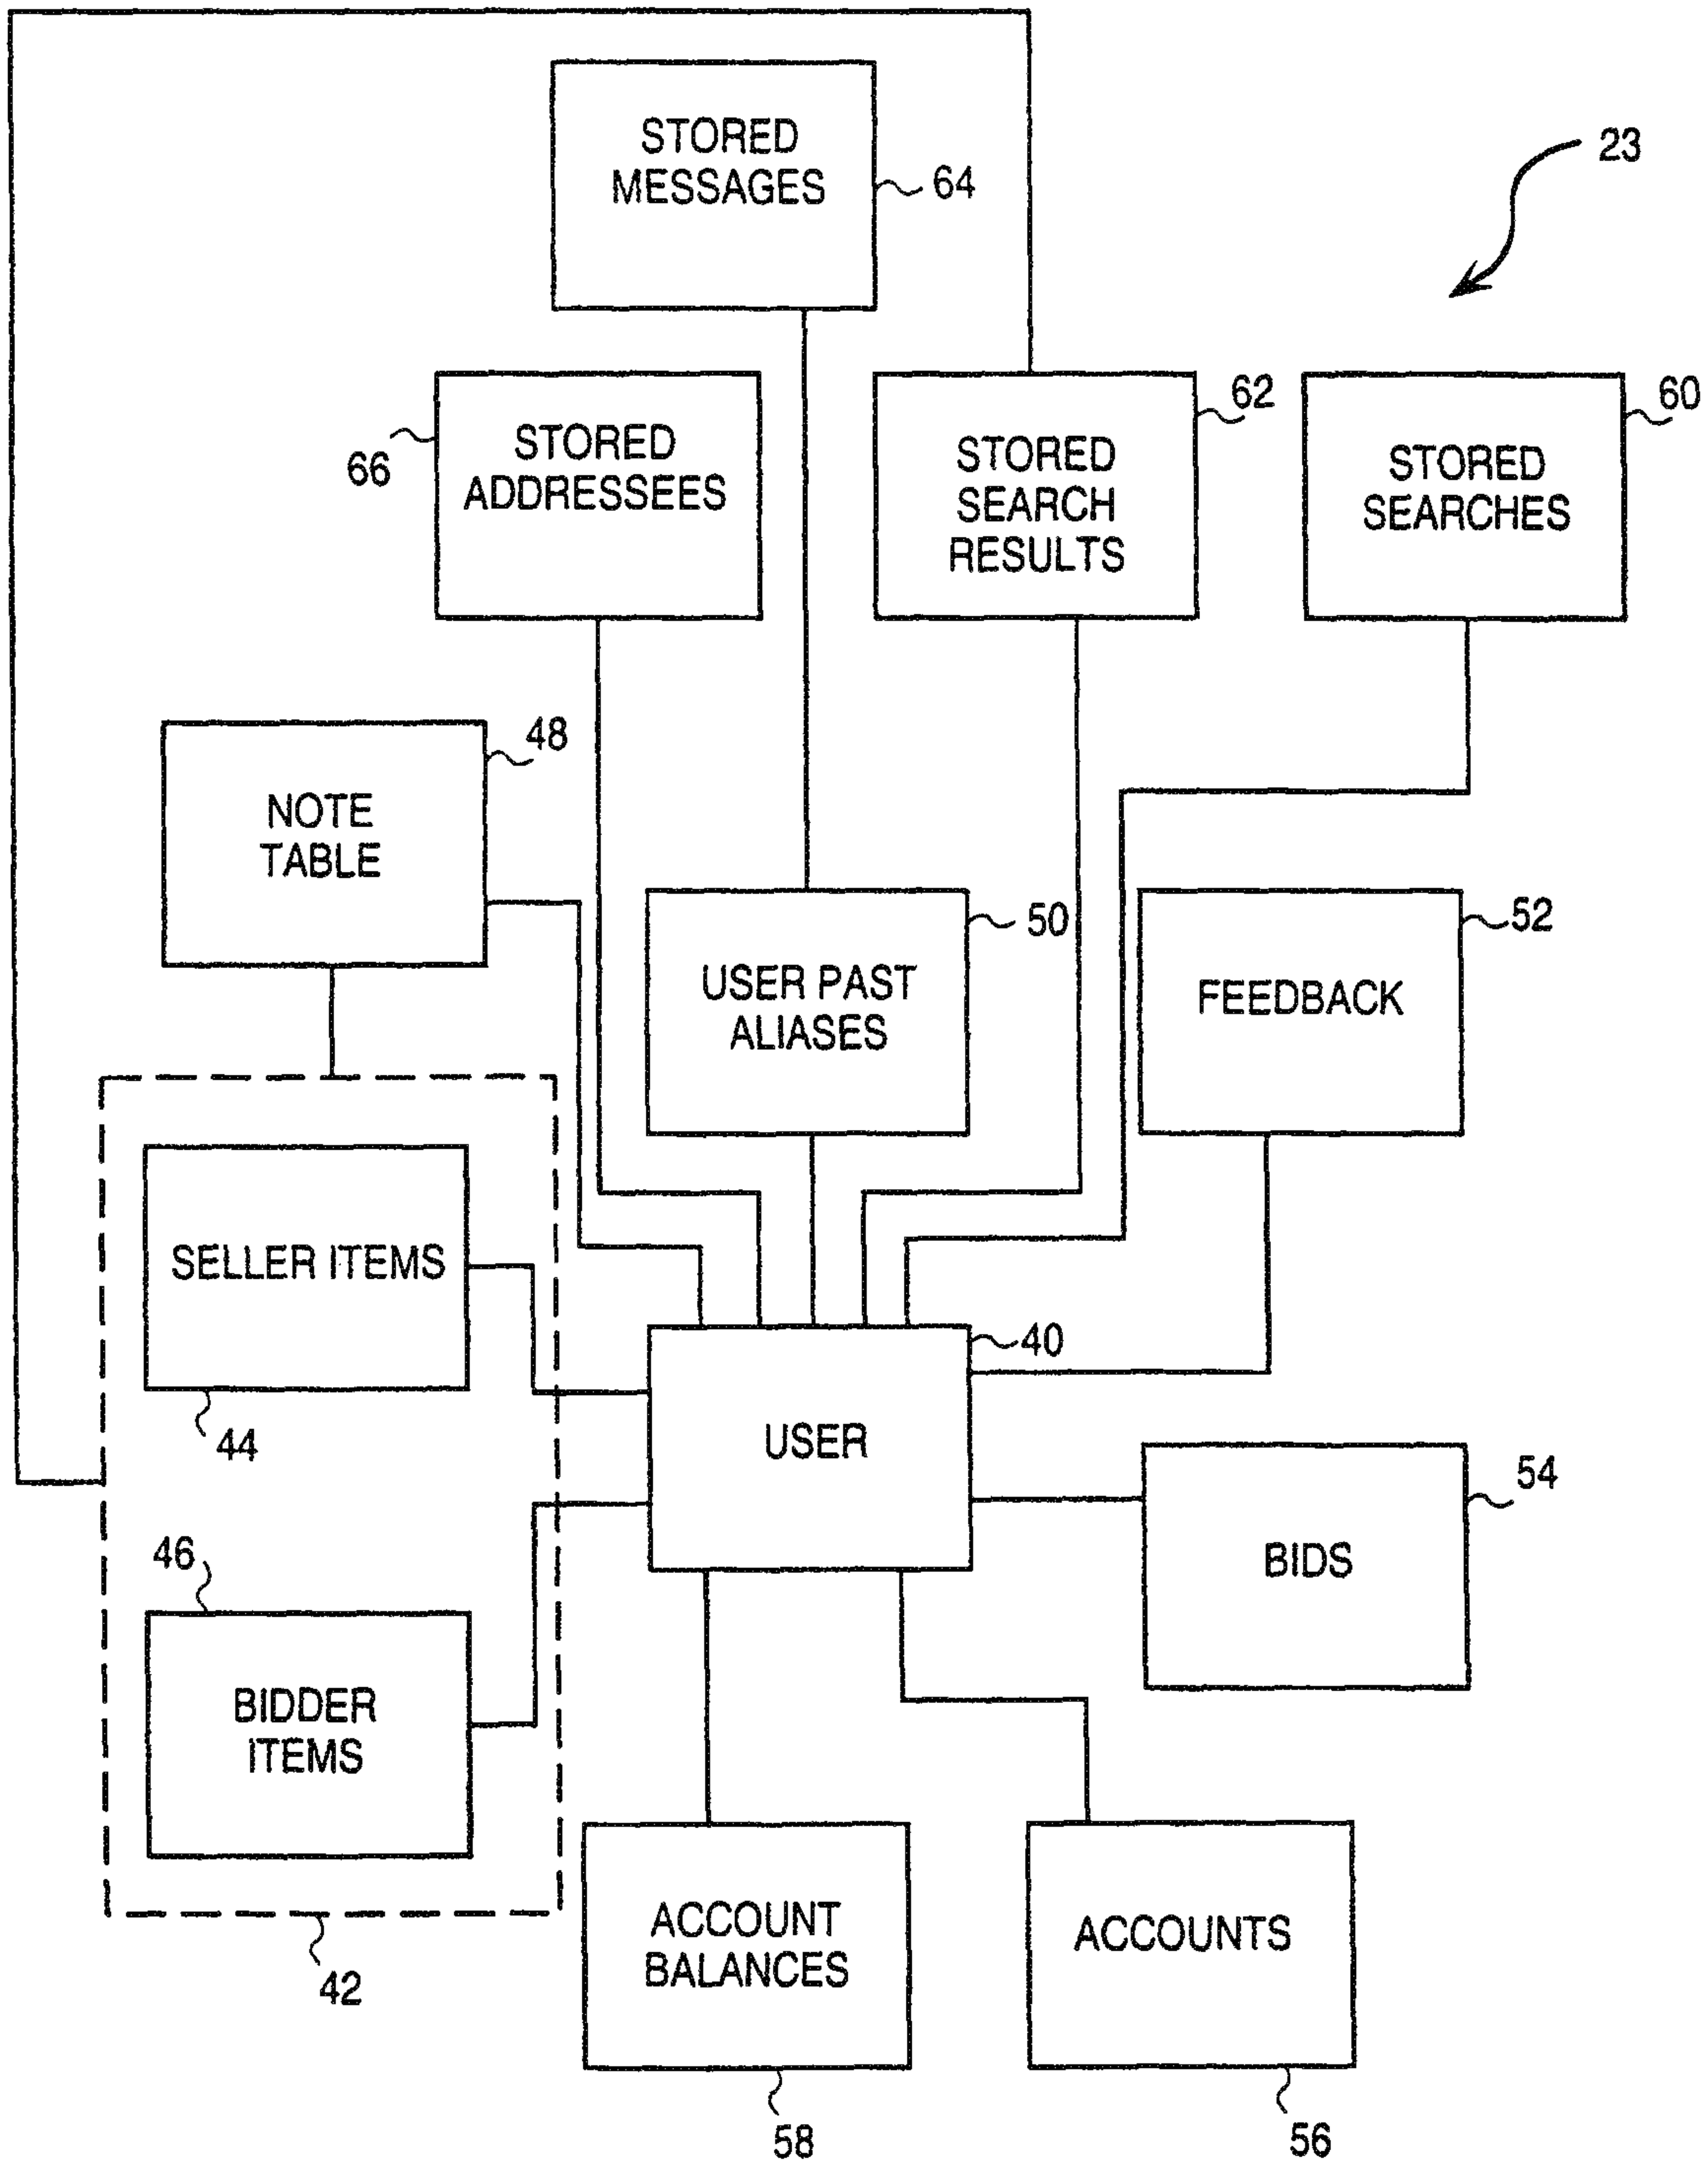 23
STORED
MESSAGES
64
66
STORED
ADDRESSEES
62
STORED
SEARCH
RESULTS
60
STORED
SEARCHES
48
NOTE
TABLE
50
USER PAST
ALIASES
52
FEEDBACK
SELLER ITEMS
44
40
USER
54
BIDS
46
BIDDER
ITEMS
42
ACCOUNT
BALANCES
58
ACCOUNTS
56